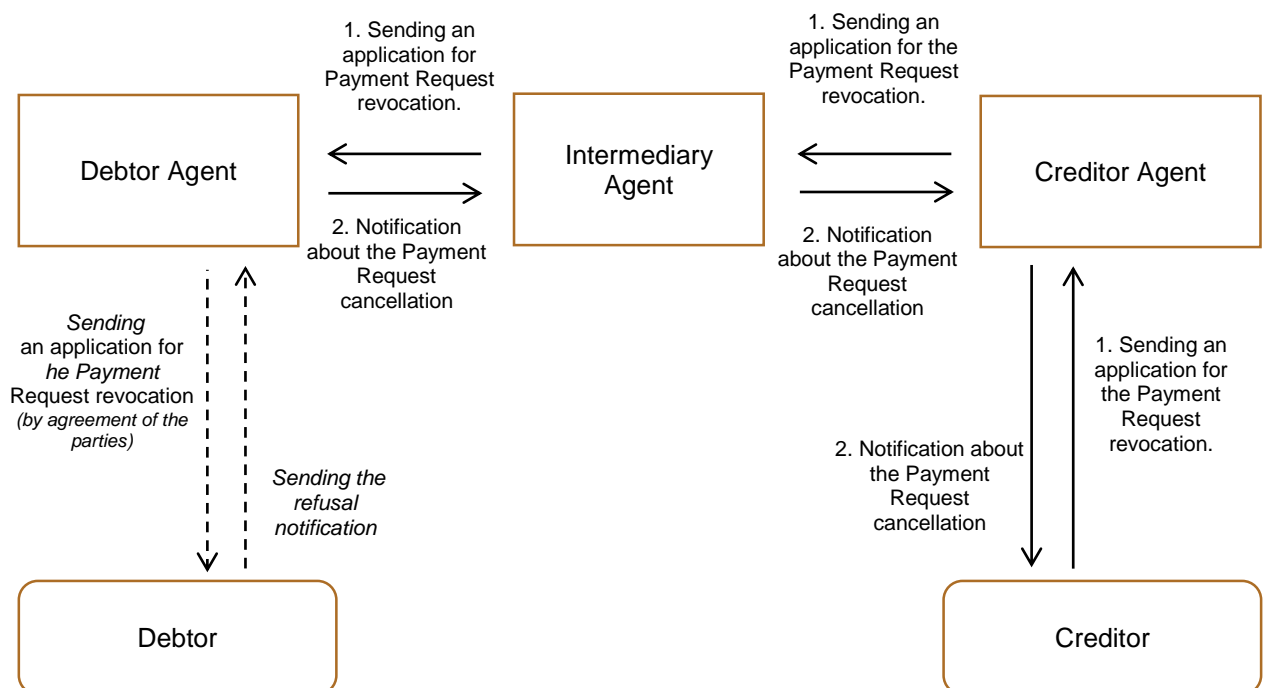 1. Sending an
application for
Payment Request
revocation.
1. Sending an
application for the
Payment Request
revocation.
Debtor Agent
Intermediary
Agent
Creditor Agent
2. Notification
about the Payment
Request
cancellation
2. Notification
about the Payment
Request
cancellation
Sending
an application for
he Payment
Request revocation
(by agreement of the
parties)
Sending the
refusal
notification
1. Sending an
application for
the Payment
Request
revocation.
2. Notification about
the Payment
Request
cancellation
Debtor
Creditor